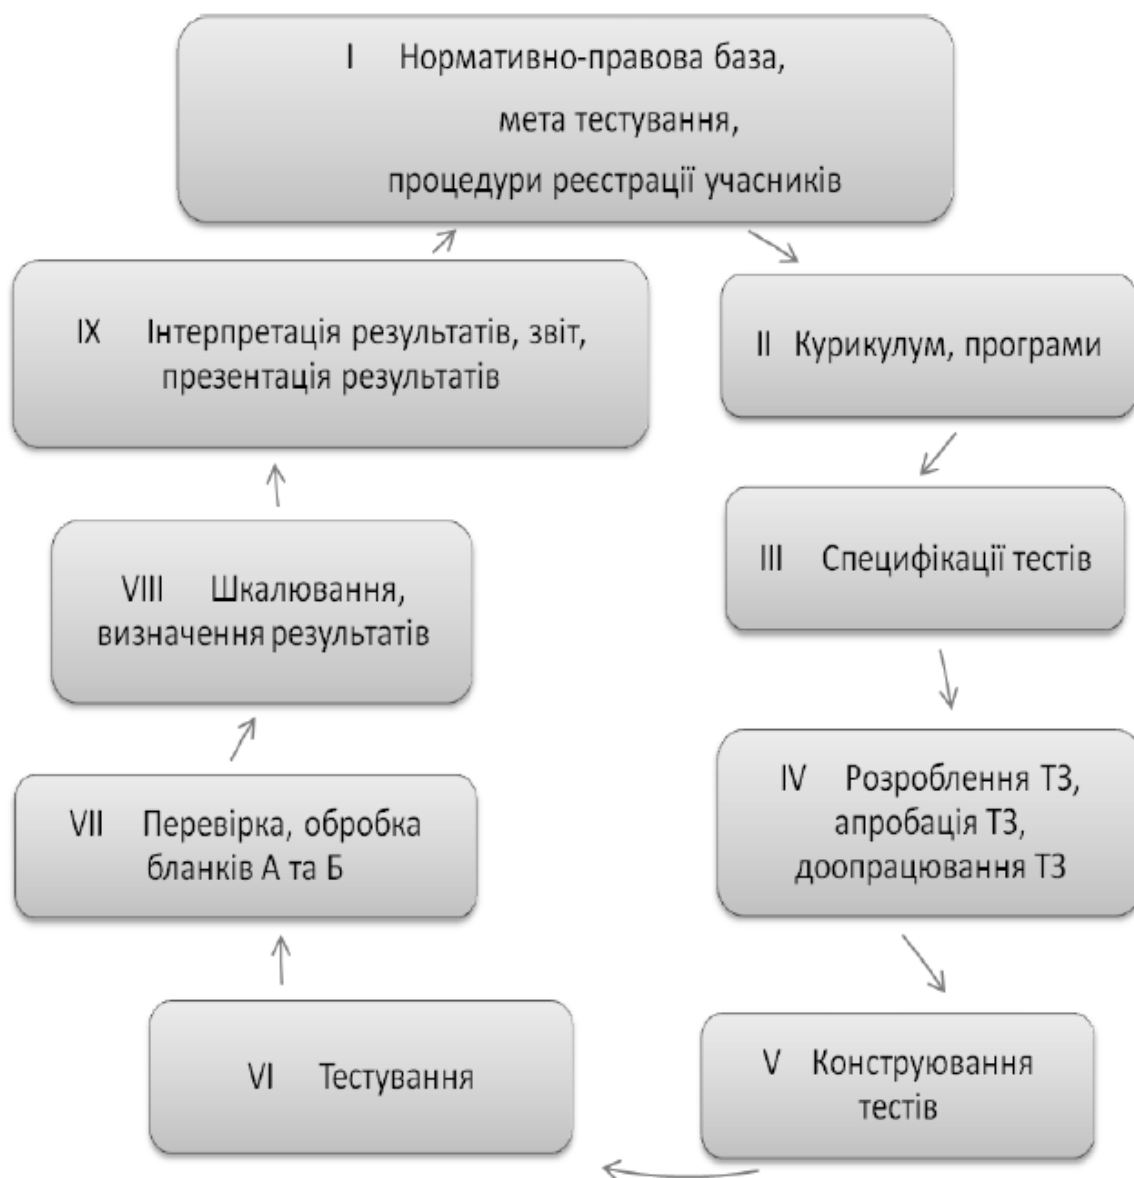 I Нормативно-правова база,
мета тестування,
процедури реєстрації учасників
II Курикулум, програми
III Специфікації тестів
IV Розроблення ТЗ,
апробація ТЗ,
доопрацювання ТЗ
V Конструювання
тестів
VI Тестування
VII Перевірка, обробка
бланків А та Б
VIII Шкалювання,
визначення результатів
IX Інтерпретація результатів, звіт,
презентація результатів